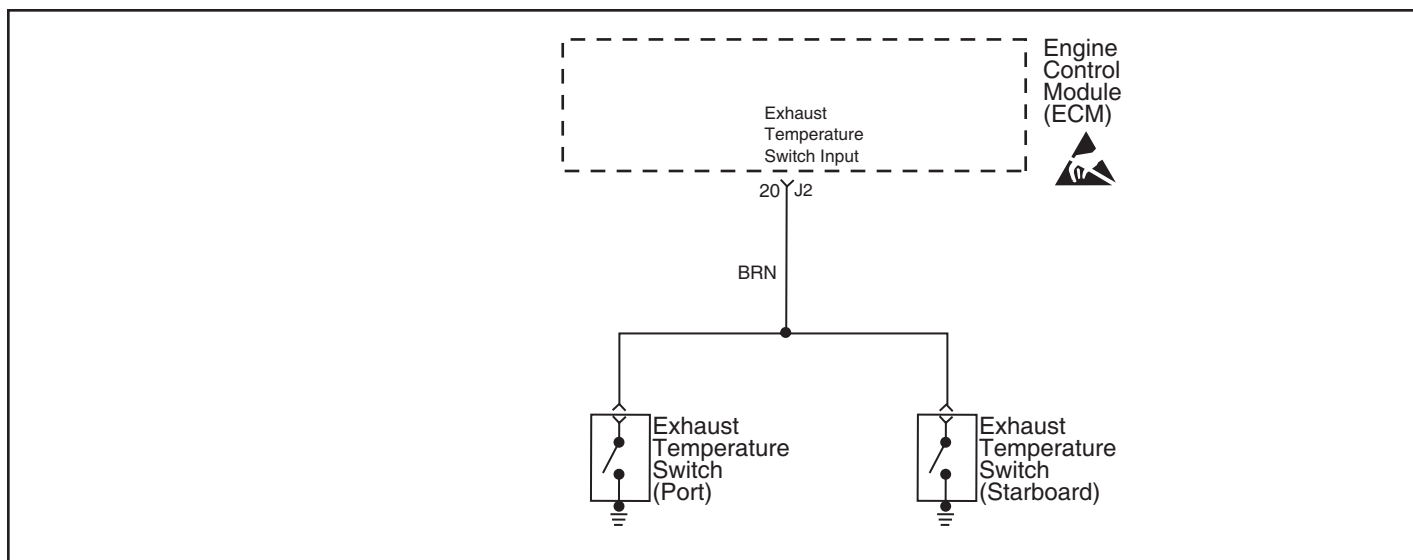 Engine
Control
Module
(ECM)
Exhaust
Temperature
Switch Input
20 J2
BRN
Exhaust
Temperature
Switch
(Port)
Exhaust
Temperature
Switch
(Starboard)